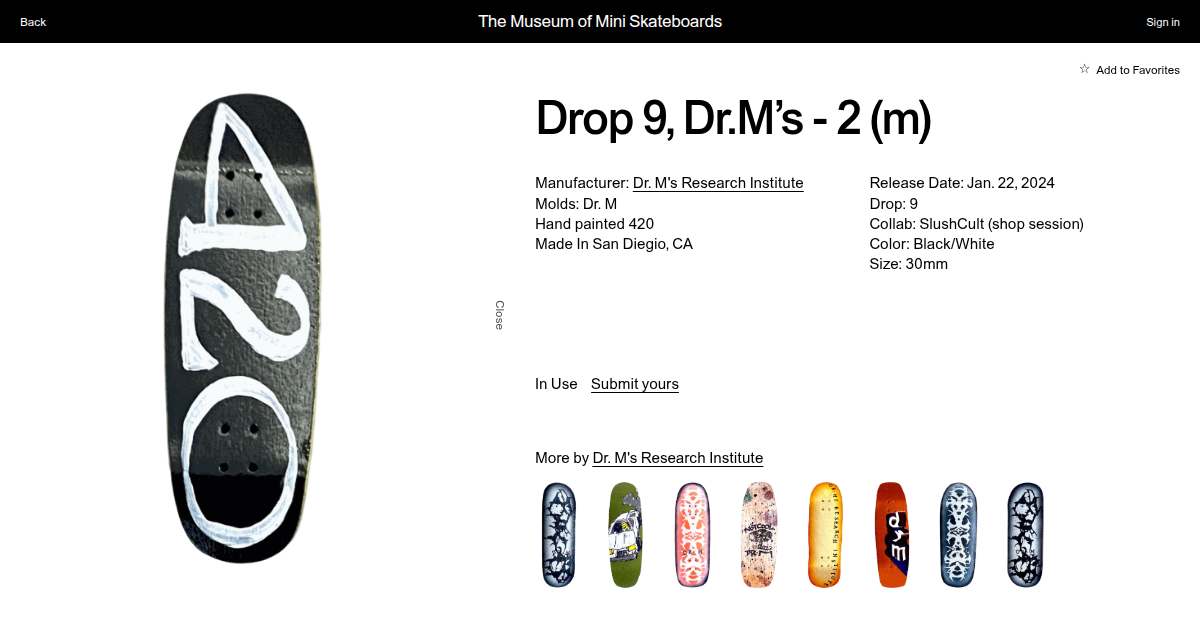 Back
The Museum of Mini Skateboards
Sign in
☆ Add to Favorites
420
Drop 9, Dr.M’s - 2 (m)
Manufacturer: Dr. M's Research Institute
Molds: Dr. M
Hand painted 420
Made In San Diegio, CA
Release Date: Jan. 22, 2024
Drop: 9
Collab: SlushCult (shop session)
Color: Black/White
Size: 30mm
Close
In Use Submit yours
More by Dr. M's Research Institute